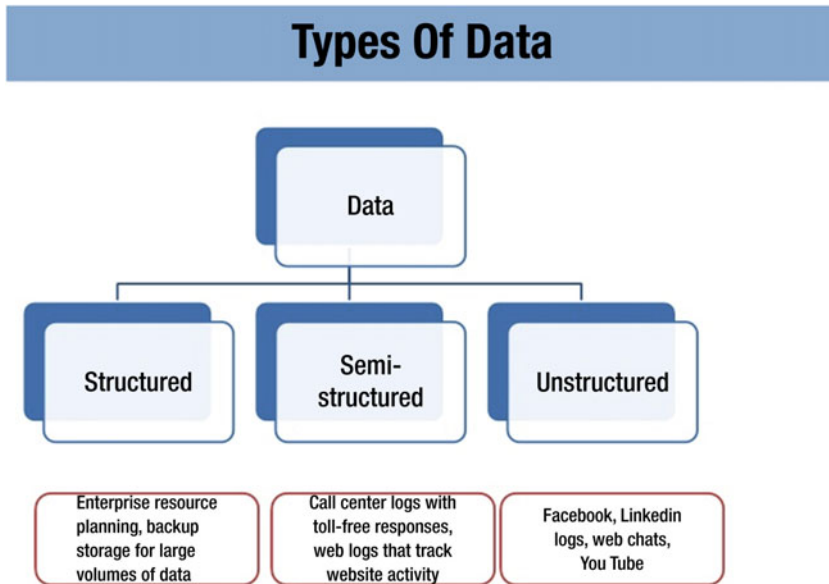 Types Of Data
Data
Structured
Semi-
structured
Unstructured
Enterprise resource
planning, backup
storage for large
volumes of data
Call center logs with
toll-free responses,
web logs that track
website activity
Facebook, Linkedin
logs, web chats,
You Tube